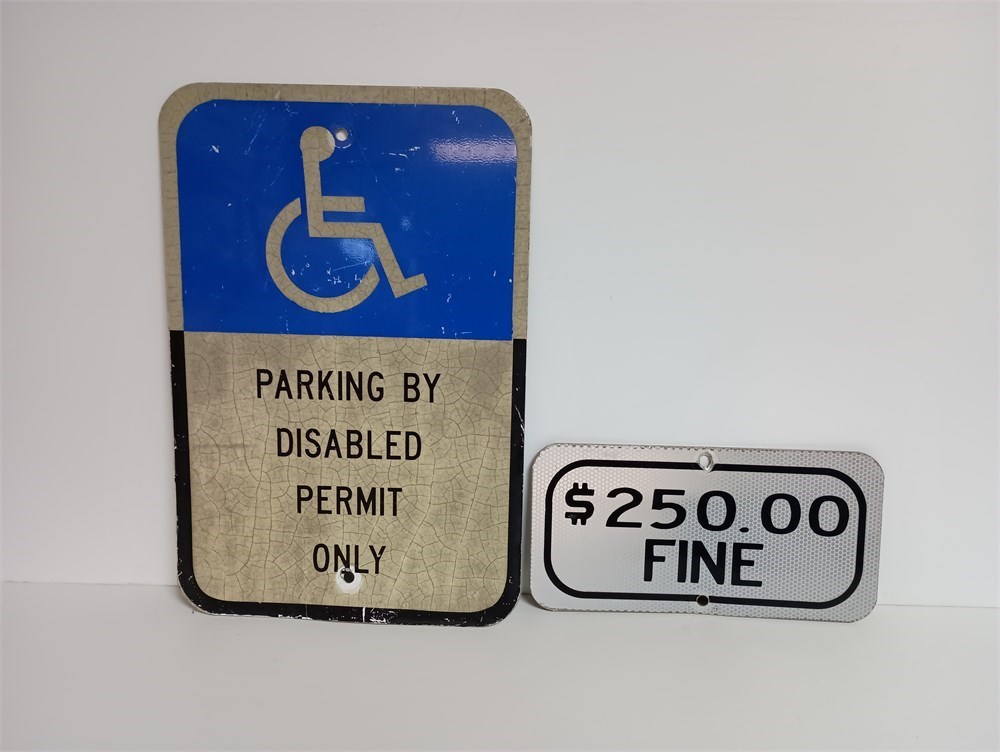 PARKING BY
DISABLED
PERMIT
ONLY
$250.00
FINE